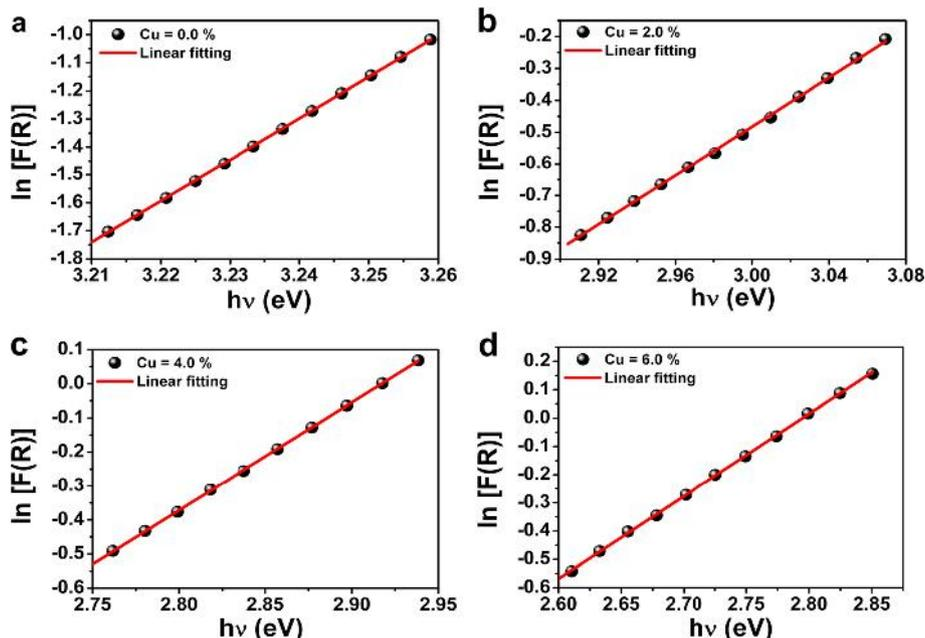 a
Cu = 0.0 %
Linear fitting
ln [F(R)]
-1.0
-1.1
-1.2
-1.3
-1.4
-1.5
-1.6
-1.7
-1.8
3.21 3.22 3.23 3.24 3.25 3.26
hν (eV)
b
Cu = 2.0 %
Linear fitting
ln [F(R)]
-0.2
-0.3
-0.4
-0.5
-0.6
-0.7
-0.8
-0.9
2.92 2.96 3.00 3.04 3.08
hν (eV)
c
Cu = 4.0 %
Linear fitting
ln [F(R)]
0.1
0.0
-0.1
-0.2
-0.3
-0.4
-0.5
-0.6
2.75 2.80 2.85 2.90 2.95
hν (eV)
d
Cu = 6.0 %
Linear fitting
ln [F(R)]
0.2
0.1
0.0
-0.1
-0.2
-0.3
-0.4
-0.5
-0.6
2.60 2.65 2.70 2.75 2.80 2.85
hν (eV)